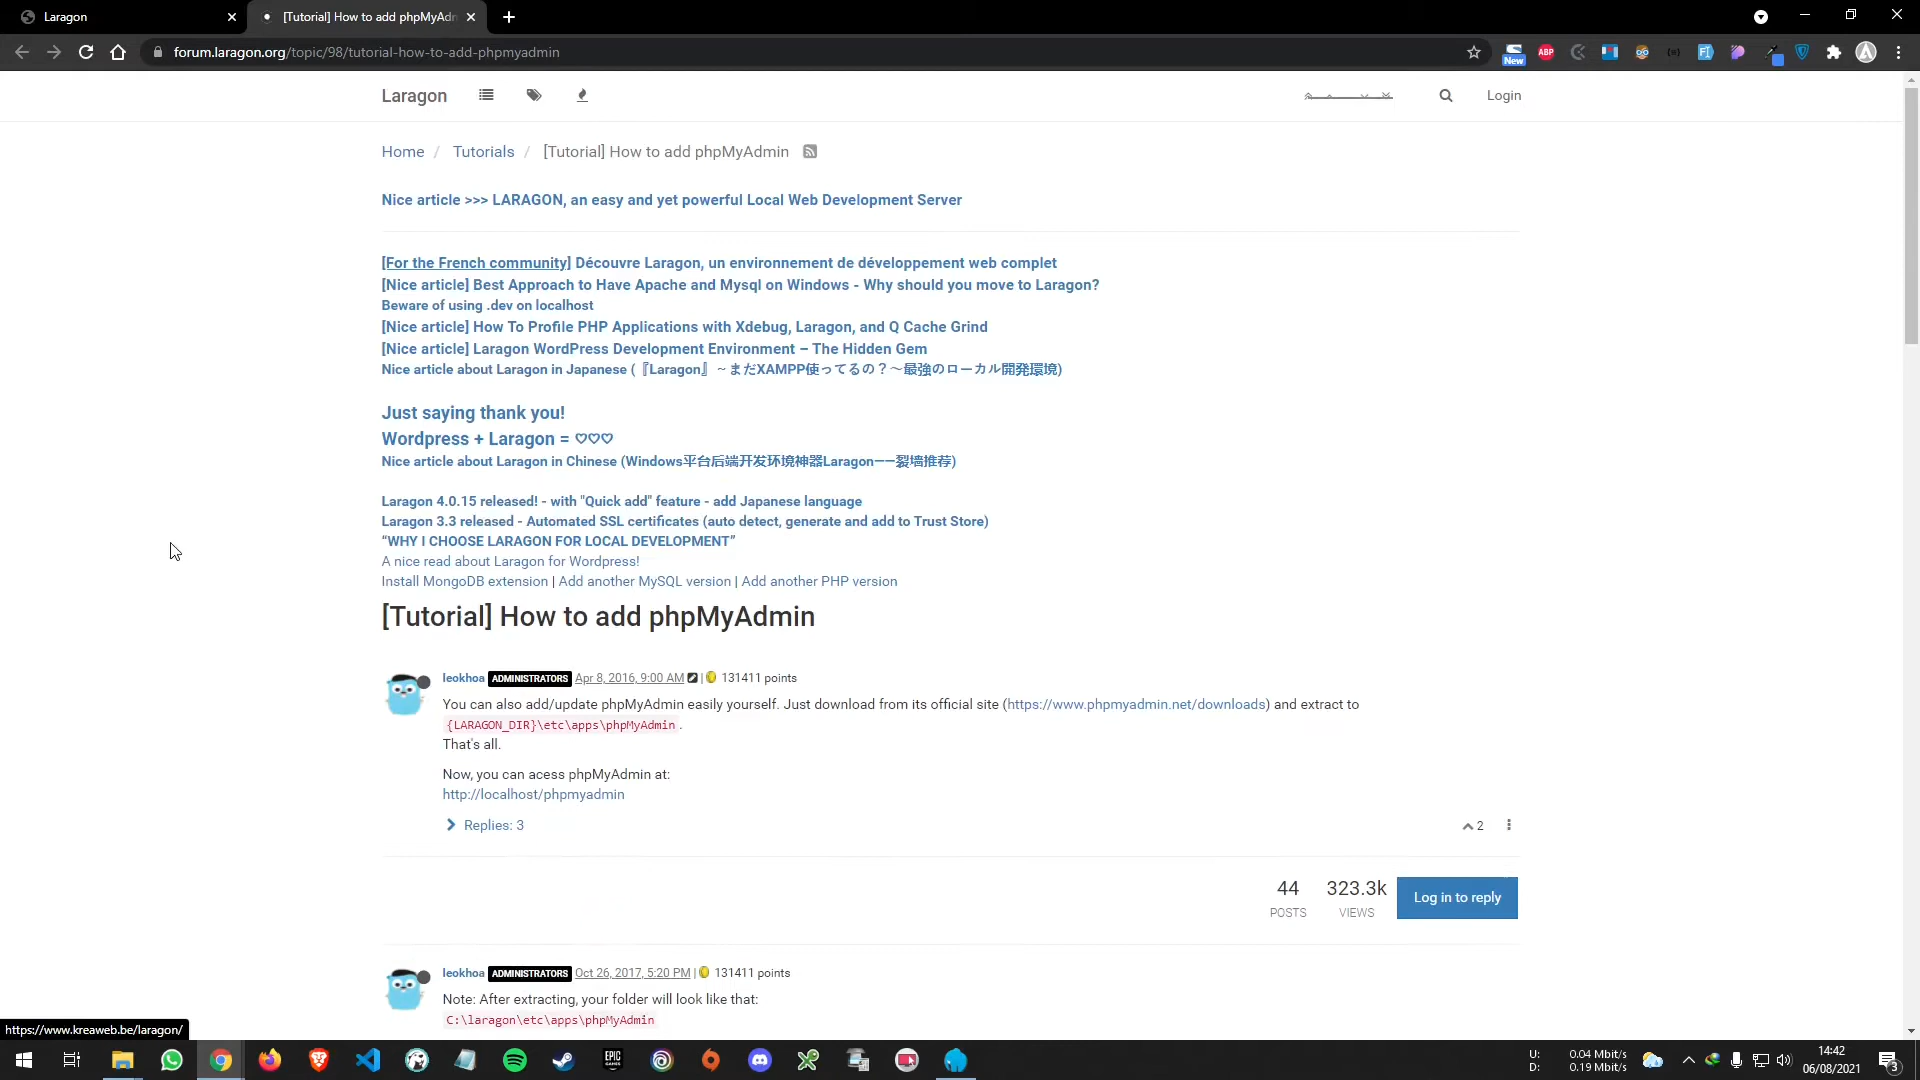 Laragon
[Tutorial] How to add phpMyAdn
forum.laragon.org/topic/98/tutorial-how-to-add-phpmyadmin
New
ABP
Laragon
Login
Home / Tutorials / [Tutorial] How to add phpMyAdmin
Nice article >>> LARAGON, an easy and yet powerful Local Web Development Server
[For the French community] Découvre Laragon, un environnement de développement web complet
[Nice article] Best Approach to Have Apache and Mysql on Windows - Why should you move to Laragon?
Beware of using .dev on localhost
[Nice article] How To Profile PHP Applications with Xdebug, Laragon, and Q Cache Grind
[Nice article] Laragon WordPress Development Environment – The Hidden Gem
Nice article about Laragon in Japanese (『Laragon』～まだXAMPP使ってるの？～最強のローカル開発環境)
Just saying thank you!
Wordpress + Laragon = ♡♡♡
Nice article about Laragon in Chinese (Windows平台后端开发环境神器Laragon——裂墙推荐)
Laragon 4.0.15 released! - with "Quick add" feature - add Japanese language
Laragon 3.3 released - Automated SSL certificates (auto detect, generate and add to Trust Store)
“WHY I CHOOSE LARAGON FOR LOCAL DEVELOPMENT”
A nice read about Laragon for Wordpress!
Install MongoDB extension | Add another MySQL version | Add another PHP version
[Tutorial] How to add phpMyAdmin
leokhoa ADMINISTRATORS Apr 8, 2016, 9:00 AM | 131411 points
You can also add/update phpMyAdmin easily yourself. Just download from its official site (https://www.phpmyadmin.net/downloads) and extract to
{LARAGON_DIR}\etc\apps\phpMyAdmin .
That's all.
Now, you can acess phpMyAdmin at:
http://localhost/phpmyadmin
Replies: 3
2
44
323.3k
Log in to reply
POSTS
VIEWS
leokhoa ADMINISTRATORS Oct 26, 2017, 5:20 PM | 131411 points
Note: After extracting, your folder will look like that:
C:\laragon\etc\apps\phpMyAdmin
https://www.kreaweb.be/laragon/
EPIC
GAMES
U: 0.04 Mbit/s
D: 0.19 Mbit/s
14:42
06/08/2021
3